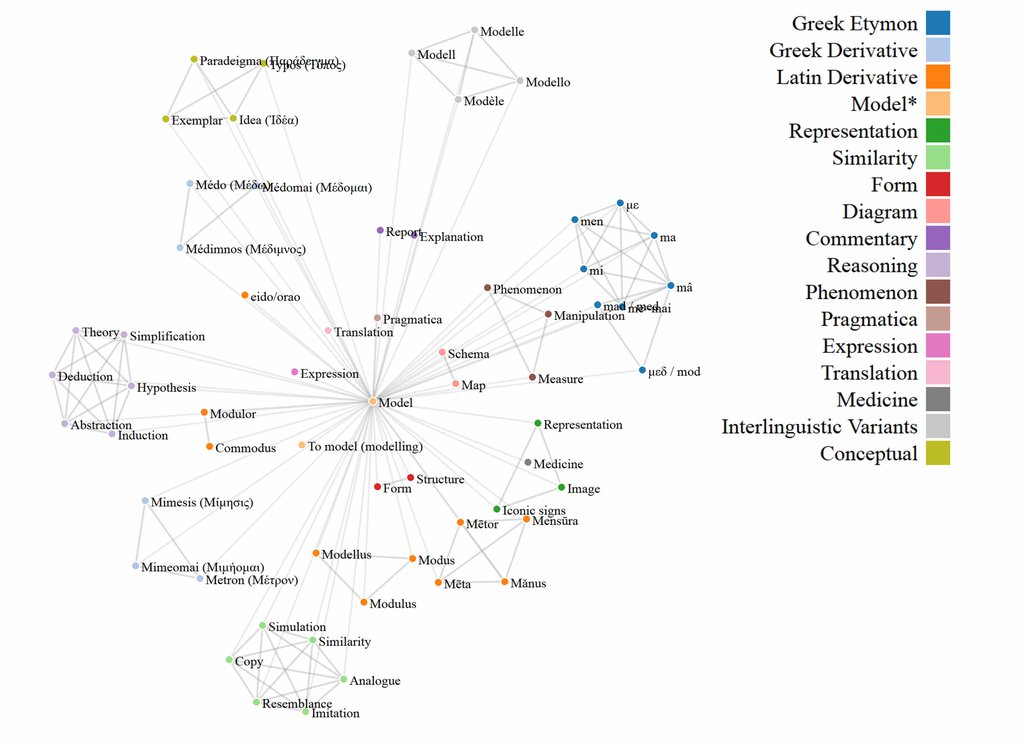 Modelle
Modell
Paradeigma (Παράδειγμα)
Typos (Τύπος)
Modello
Modèle
Exemplar
Idea (Ἰδέα)
Médo (Μέδω)
Médomai (Μέδομαι)
Médimnos (Μέδιμνος)
Report
Explanation
με
men
ma
mi
mâ
mad / med
me-mai
μεδ / mod
Phenomenon
Manipulation
Measure
eido/orao
Pragmatica
Translation
Schema
Map
Expression
Model
Theory
Simplification
Deduction
Hypothesis
Abstraction
Induction
Modulor
Commodus
To model (modelling)
Representation
Medicine
Image
Iconic signs
Structure
Form
Mētor
Mensūra
Mimesis (Μίμησις)
Mimeomai (Μιμήομαι)
Metron (Μέτρον)
Modellus
Modus
Mēta
Mānus
Modulus
Simulation
Similarity
Copy
Analogue
Resemblance
Imitation
Greek Etymon
Greek Derivative
Latin Derivative
Model*
Representation
Similarity
Form
Diagram
Commentary
Reasoning
Phenomenon
Pragmatica
Expression
Translation
Medicine
Interlinguistic Variants
Conceptual